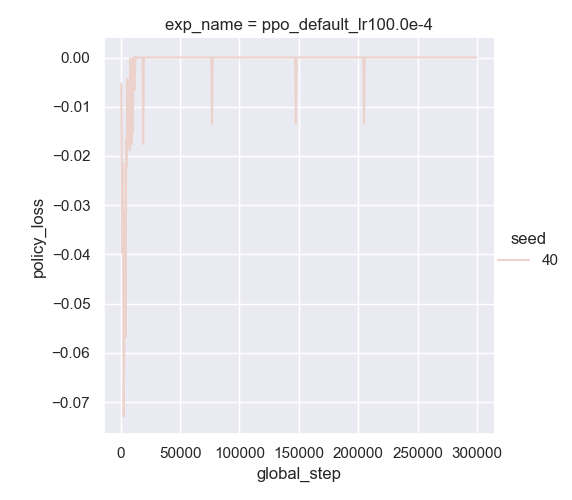 exp_name = ppo_default_lr100.0e-4
0.00
−0.01
−0.02
−0.03
−0.04
−0.05
−0.06
−0.07
policy_loss
0 50000 100000 150000 200000 250000 300000
global_step
seed
40